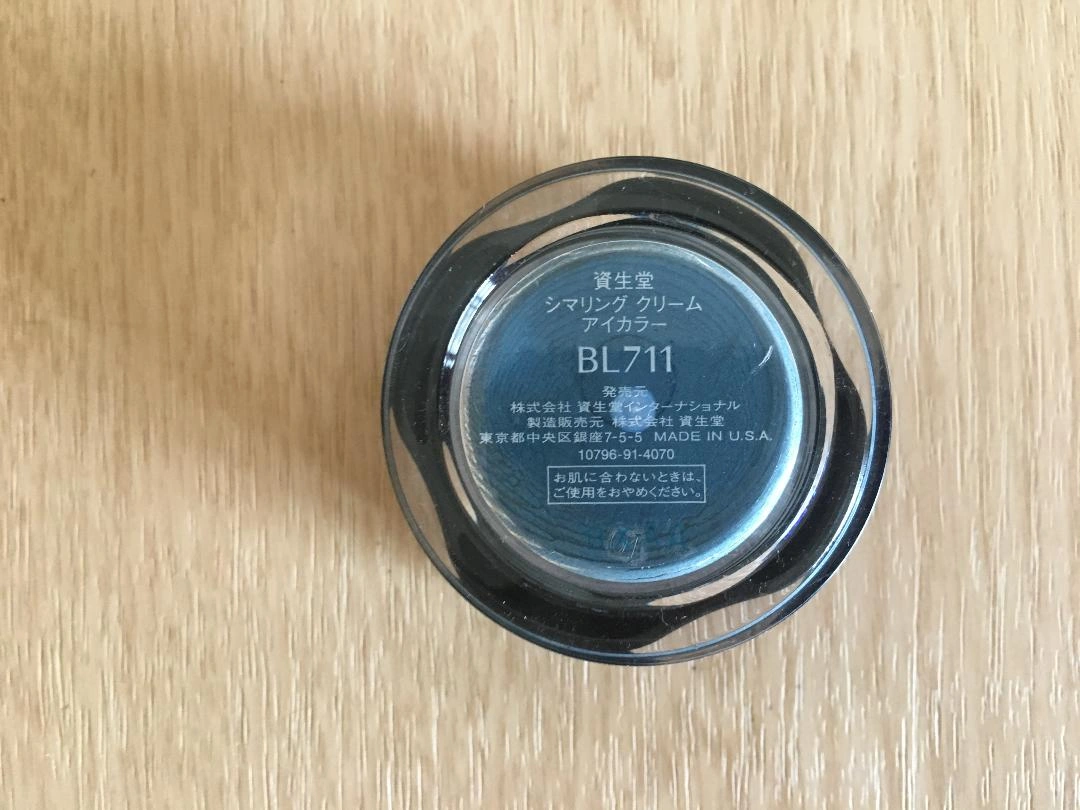 資生堂
シマリング クリーム
アイカラー
BL711
発売元
株式会社 資生堂インターナショナル
製造販売元 株式会社 資生堂
東京都中央区銀座7-5-5 MADE IN U.S.A.
10796-91-4070
お肌に合わないときは、
ご使用をおやめください。